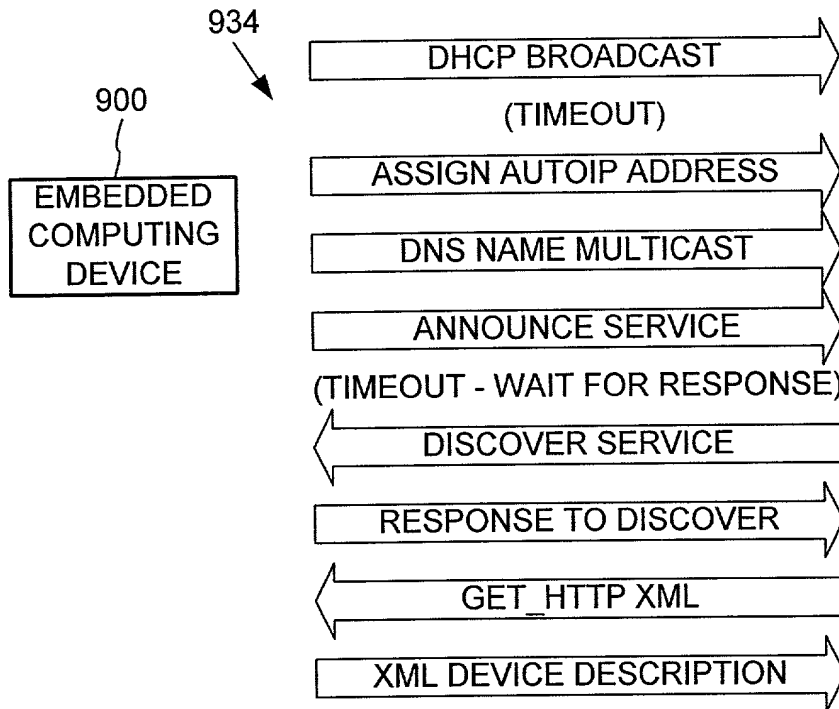 934
DHCP BROADCAST
900
(TIMEOUT)
ASSIGN AUTOIP ADDRESS
EMBEDDED
COMPUTING
DEVICE
DNS NAME MULTICAST
ANNOUNCE SERVICE
(TIMEOUT - WAIT FOR RESPONSE)
DISCOVER SERVICE
RESPONSE TO DISCOVER
GET_HTTP XML
XML DEVICE DESCRIPTION